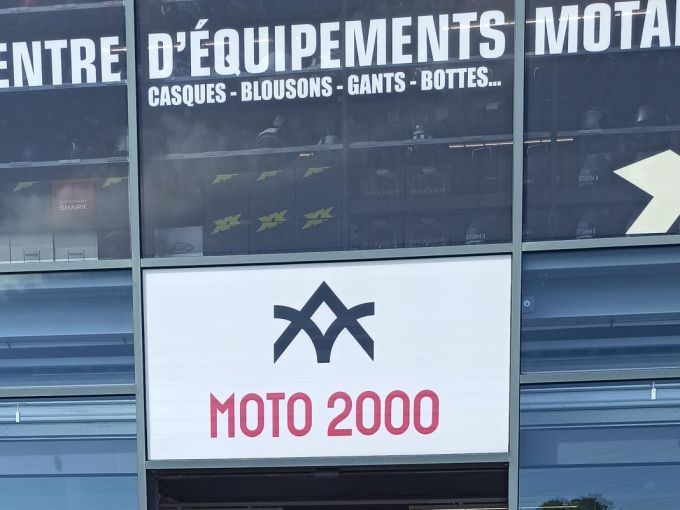 ENTRE D'ÉQUIPEMENTS MOTA
CASQUES - BLOUSONS - GANTS - BOTTES...
SHARK
MOTO 2000